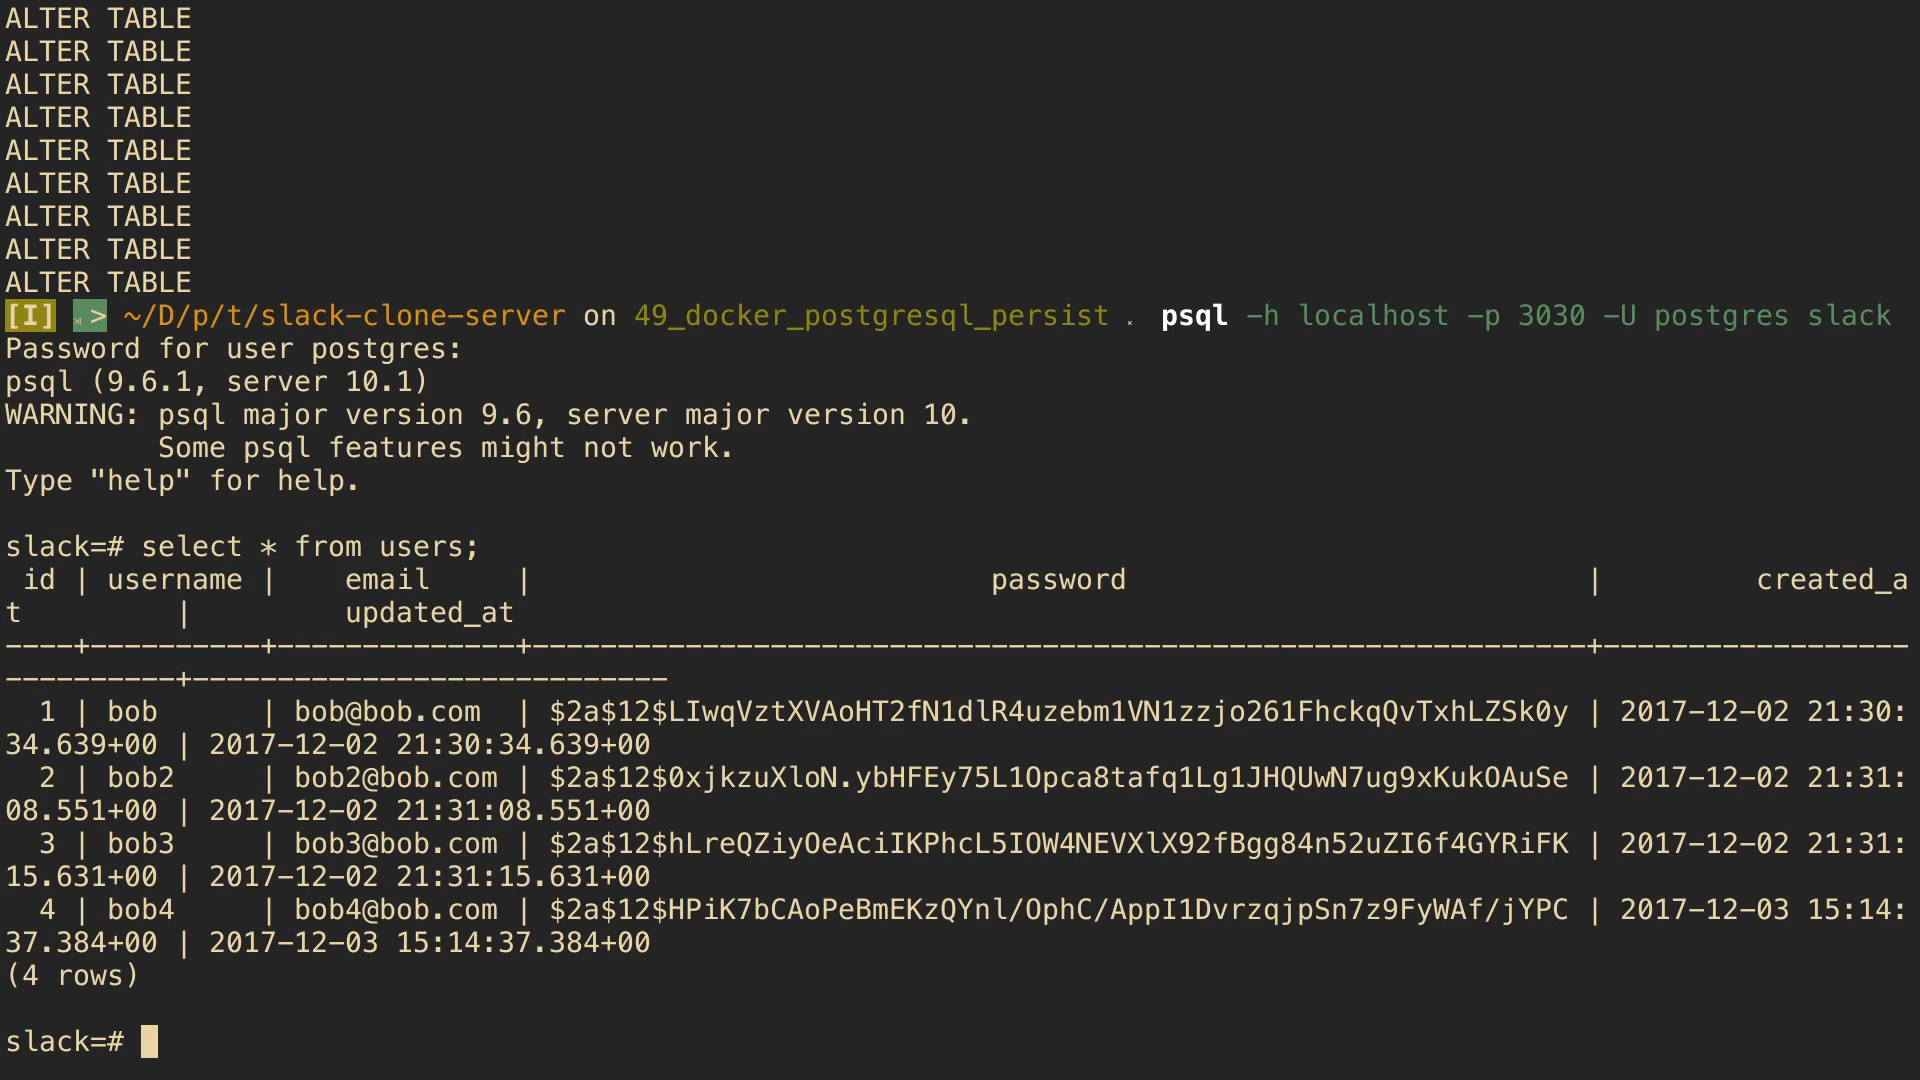 ALTER TABLE
ALTER TABLE
ALTER TABLE
ALTER TABLE
ALTER TABLE
ALTER TABLE
ALTER TABLE
ALTER TABLE
ALTER TABLE
[I] > ~/D/p/t/slack-clone-server on 49_docker_postgresql_persist . psql -h localhost -p 3030 -U postgres slack
Password for user postgres:
psql (9.6.1, server 10.1)
WARNING: psql major version 9.6, server major version 10.
         Some psql features might not work.
Type "help" for help.

slack=# select * from users;
 id | username |    email     |                           password                           |         created_a
t         |         updated_at
----+----------+--------------+--------------------------------------------------------------+------------------
----------+----------------------------
  1 | bob      | bob@bob.com  | $2a$12$LIwqVztXVAoHT2fN1dlR4uzebm1VN1zzjo261FhckqQvTxhLZSk0y | 2017-12-02 21:30:
34.639+00 | 2017-12-02 21:30:34.639+00
  2 | bob2     | bob2@bob.com | $2a$12$0xjkzuXloN.ybHFEy75L1Opca8tafq1Lg1JHQUwN7ug9xKukOAuSe | 2017-12-02 21:31:
08.551+00 | 2017-12-02 21:31:08.551+00
  3 | bob3     | bob3@bob.com | $2a$12$hLreQZiyOeAciIKPhcL5IOW4NEVXlX92fBgg84n52uZI6f4GYRiFK | 2017-12-02 21:31:
15.631+00 | 2017-12-02 21:31:15.631+00
  4 | bob4     | bob4@bob.com | $2a$12$HPiK7bCAoPeBmEKzQYnl/OphC/AppI1DvrzqjpSn7z9FyWAf/jYPC | 2017-12-03 15:14:
37.384+00 | 2017-12-03 15:14:37.384+00
(4 rows)

slack=#